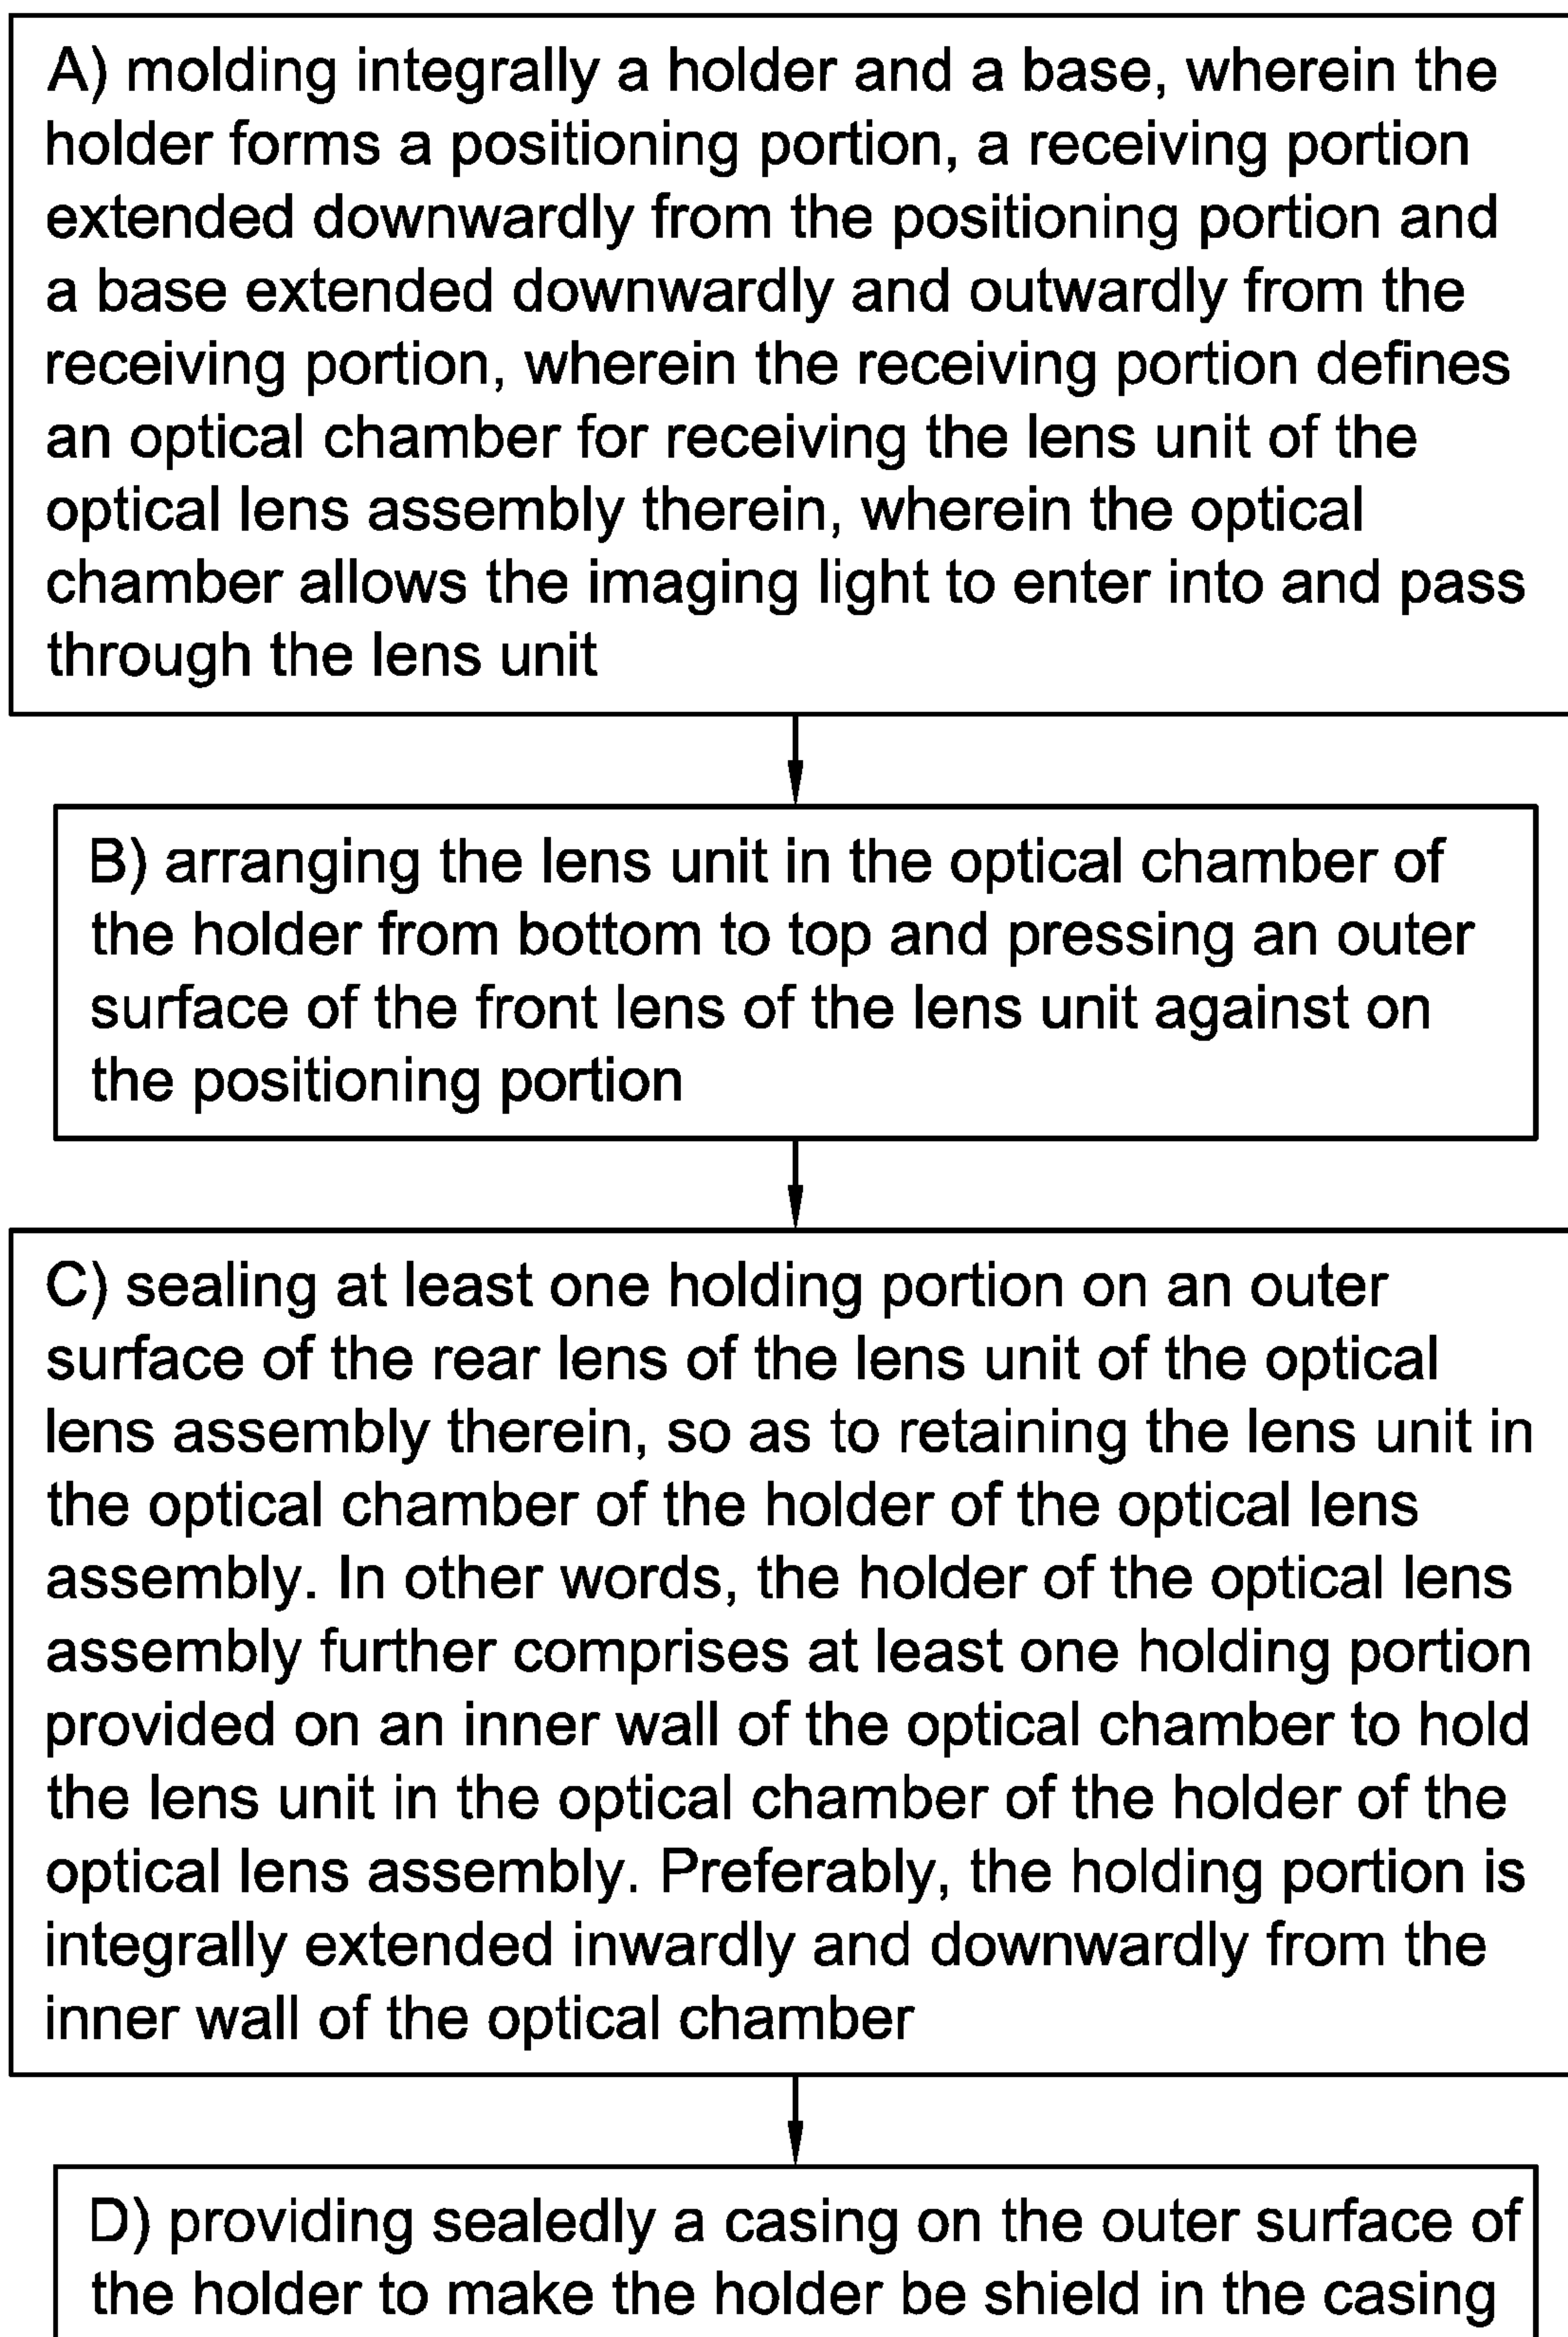 A) molding integrally a holder and a base, wherein the
holder forms a positioning portion, a receiving portion
extended downwardly from the positioning portion and
a base extended downwardly and outwardly from the
receiving portion, wherein the receiving portion defines
an optical chamber for receiving the lens unit of the
optical lens assembly therein, wherein the optical
chamber allows the imaging light to enter into and pass
through the lens unit
B) arranging the lens unit in the optical chamber of
the holder from bottom to top and pressing an outer
surface of the front lens of the lens unit against on
the positioning portion
C) sealing at least one holding portion on an outer
surface of the rear lens of the lens unit of the optical
lens assembly therein, so as to retaining the lens unit in
the optical chamber of the holder of the optical lens
assembly. In other words, the holder of the optical lens
assembly further comprises at least one holding portion
provided on an inner wall of the optical chamber to hold
the lens unit in the optical chamber of the holder of the
optical lens assembly. Preferably, the holding portion is
integrally extended inwardly and downwardly from the
inner wall of the optical chamber
D) providing sealedly a casing on the outer surface of
the holder to make the holder be shield in the casing